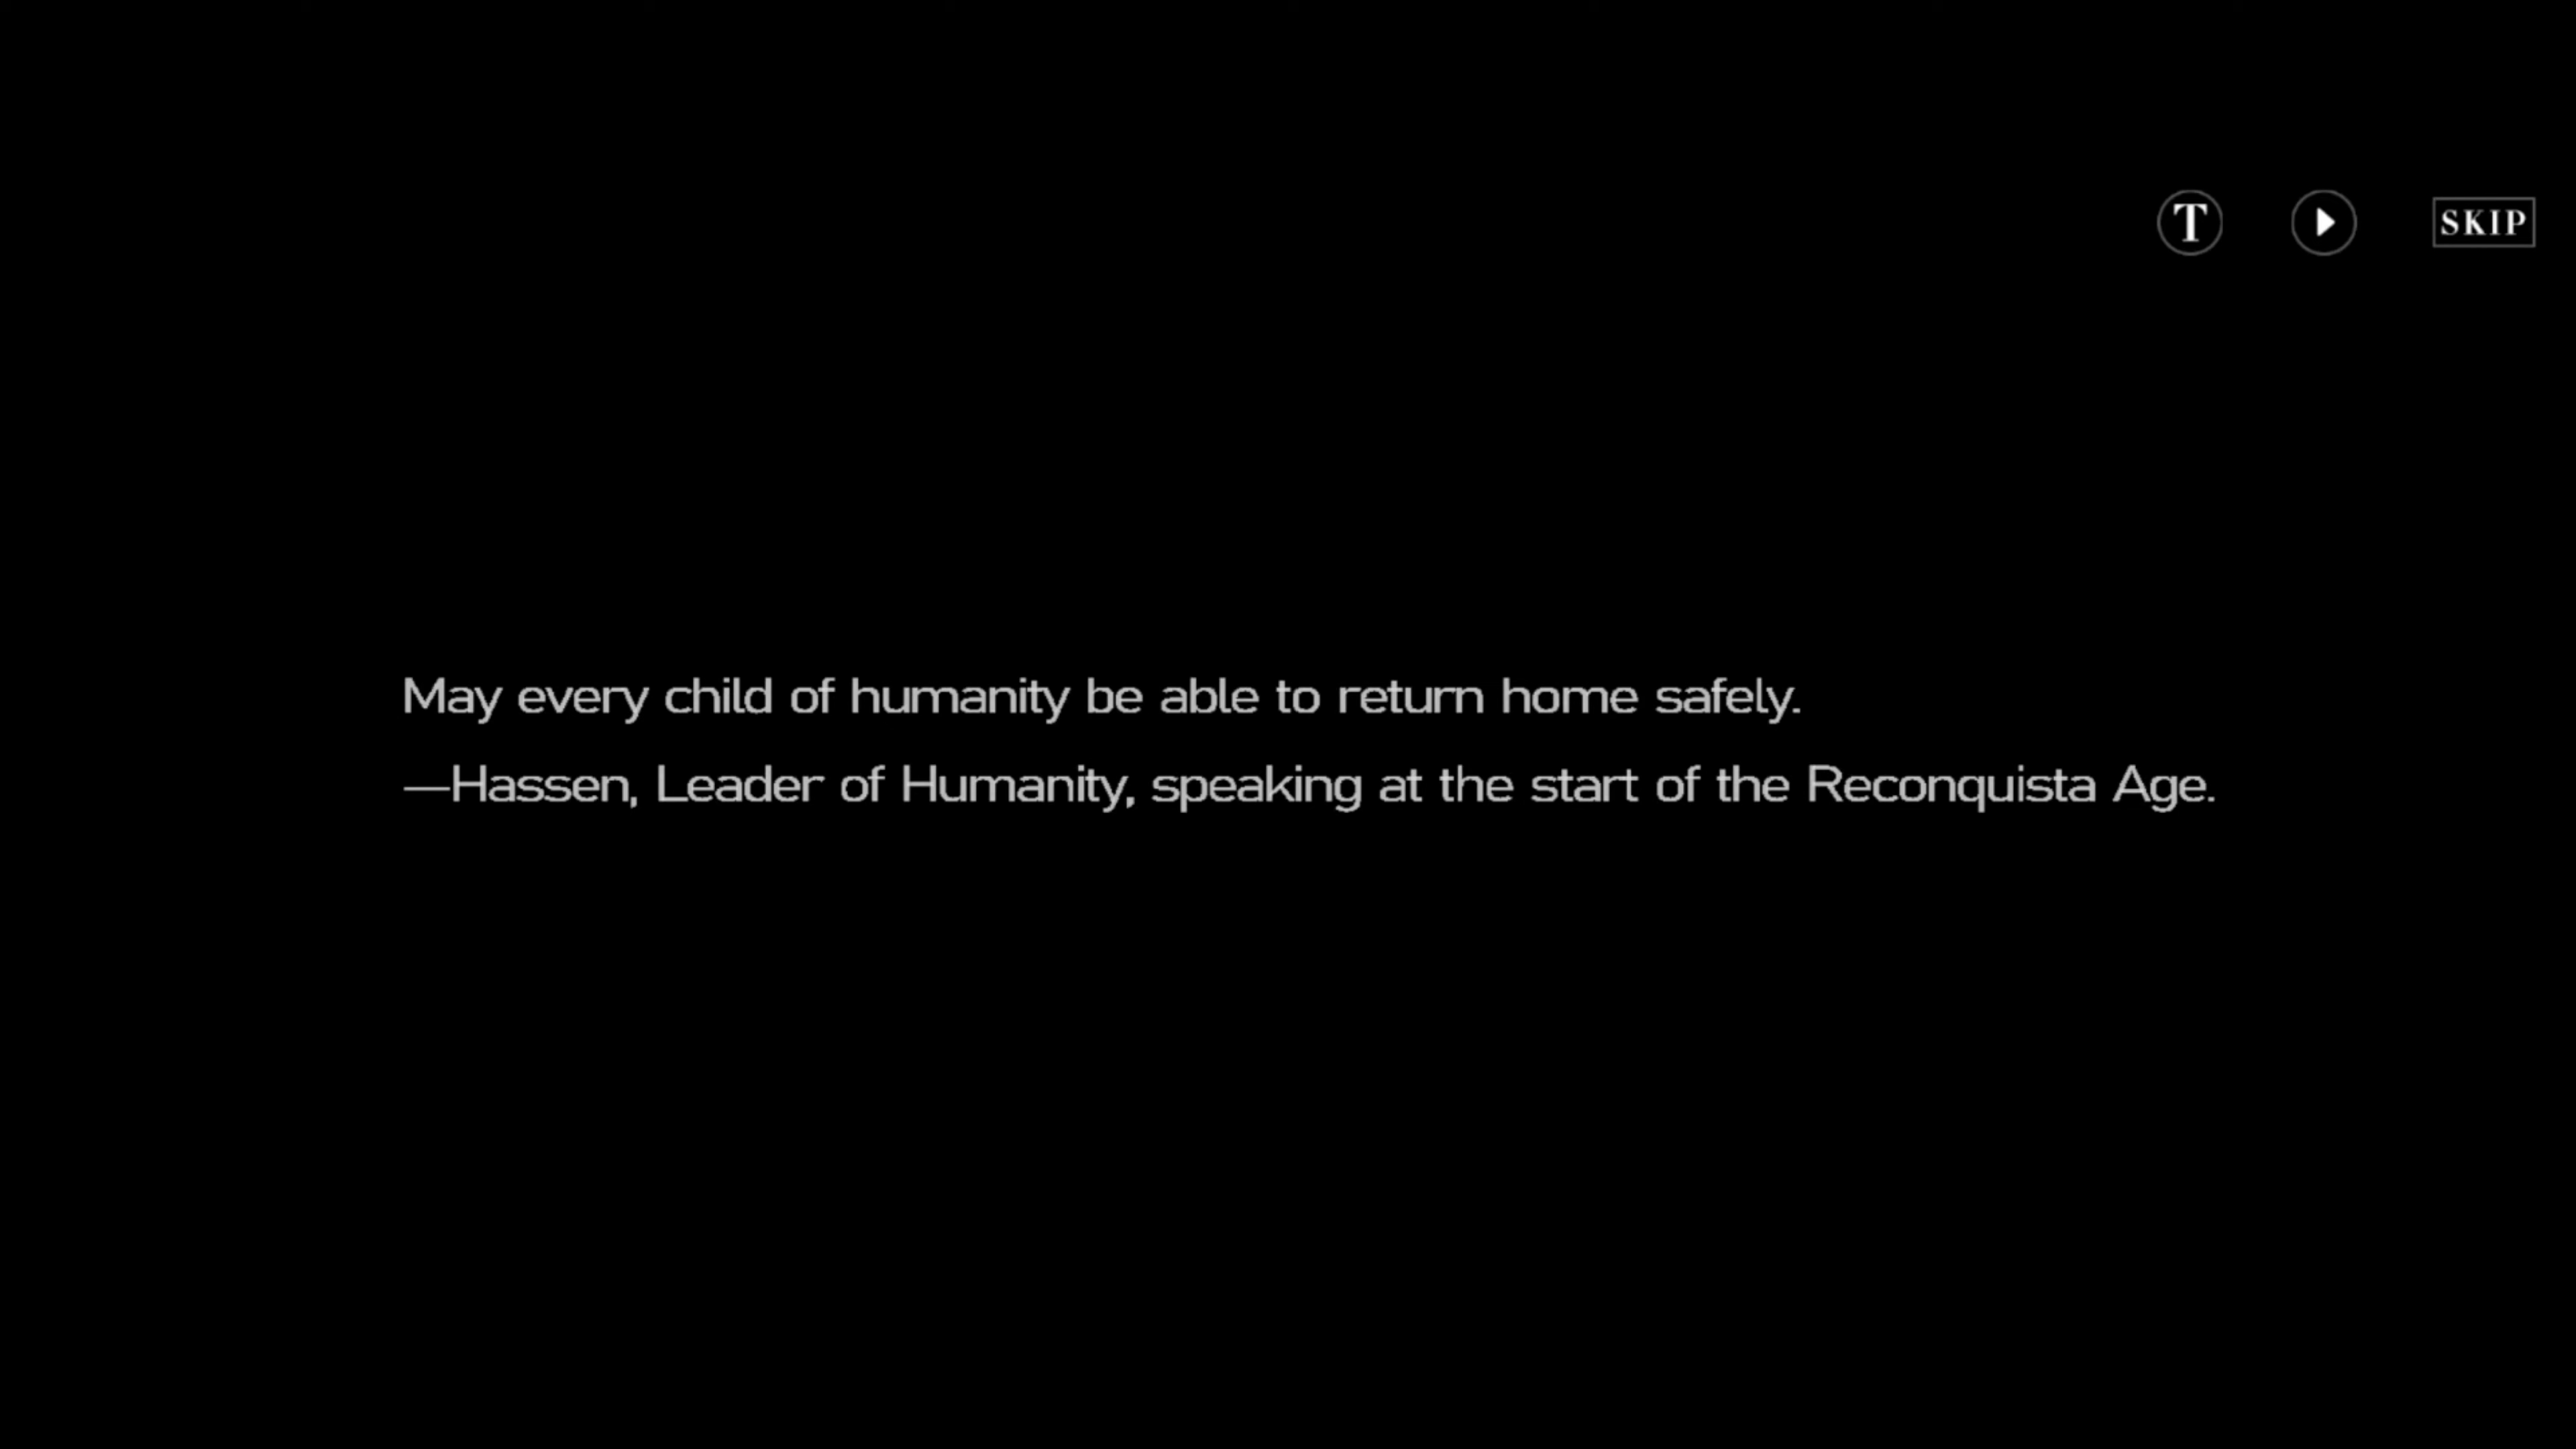 T SKIP
May every child of humanity be able to return home safely.
—Hassen, Leader of Humanity, speaking at the start of the Reconquista Age.